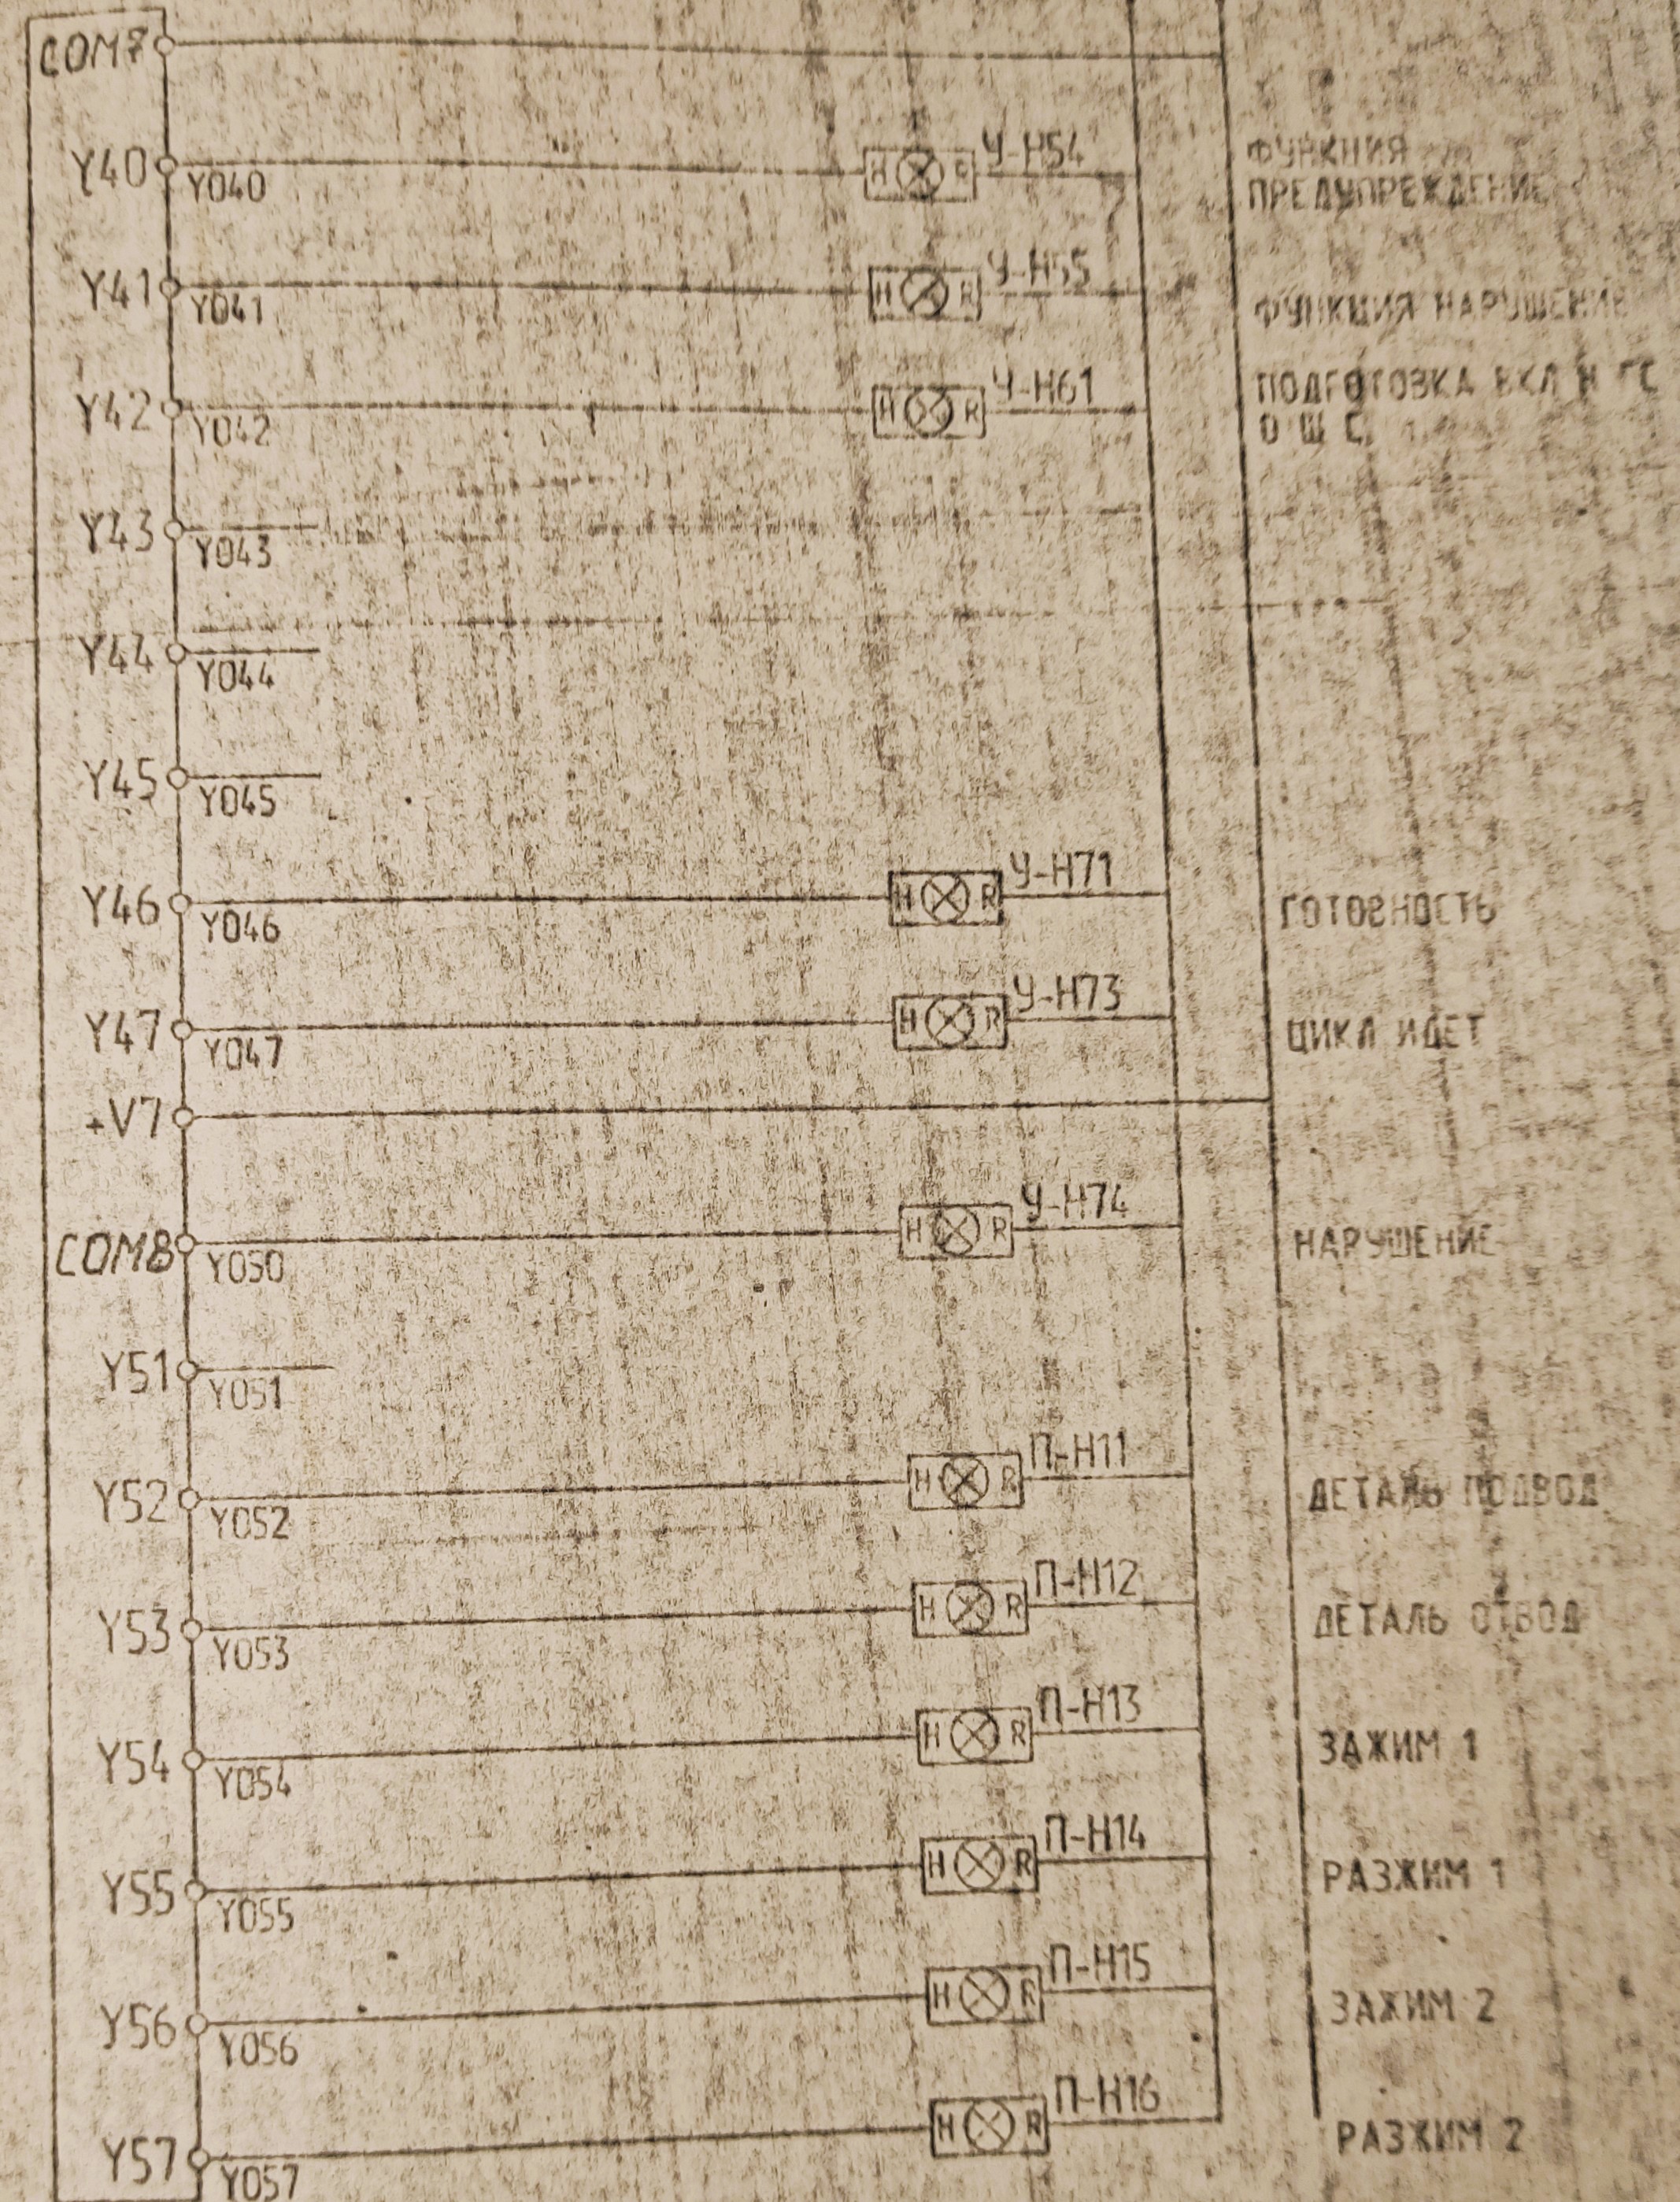 COM7
Y40 Y040 H R У-H54 ФУНКЦИЯ
ПРЕДУПРЕЖДЕНИЕ
Y41 Y041 H R У-H55 ФУНКЦИЯ НАРУШЕНИЕ
Y42 Y042 H R У-H61 ПОДГОТОВКА ВКЛ
О Ш С
Y43 Y043
Y44 Y044
Y45 Y045
Y46 Y046 H R У-H71 ГОТОВНОСТЬ
Y47 Y047 H R У-H73 ЦИКЛ ИДЕТ
+V7
COM8 Y050 H R У-H74 НАРУШЕНИЕ
Y51 Y051
Y52 Y052 H R П-H11 ДЕТАЛЬ ПОДВОД
Y53 Y053 H R П-H12 ДЕТАЛЬ ОТВОД
Y54 Y054 H R П-H13 ЗАЖИМ 1
Y55 Y055 H R П-H14 РАЗЖИМ 1
Y56 Y056 H R П-H15 ЗАЖИМ 2
Y57 Y057 H R П-H16 РАЗЖИМ 2